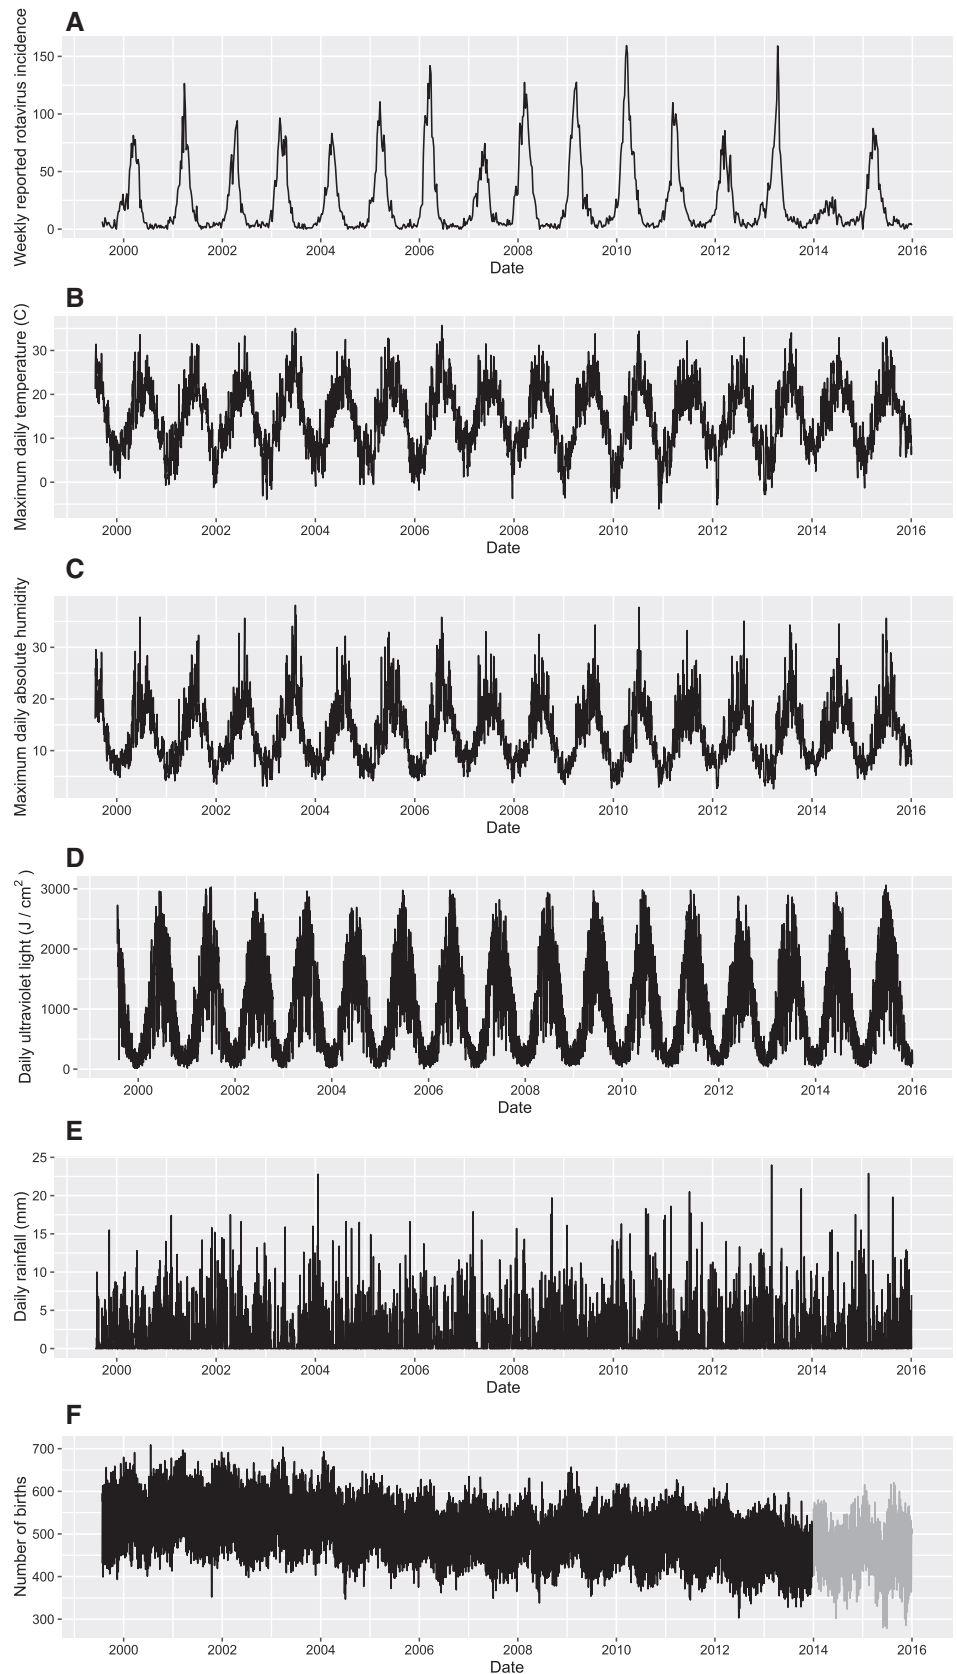 A
Weekly reported rotavirus incidence
150
100
50
0
2000 2002 2004 2006 2008 2010 2012 2014 2016
Date
B
Maximum daily temperature (C)
30
20
10
0
2000 2002 2004 2006 2008 2010 2012 2014 2016
Date
C
Maximum daily absolute humidity
30
20
10
2000 2002 2004 2006 2008 2010 2012 2014 2016
Date
D
Daily ultraviolet light (J / cm² )
3000
2000
1000
0
2000 2002 2004 2006 2008 2010 2012 2014 2016
Date
E
Daily rainfall (mm)
25
20
15
10
5
0
2000 2002 2004 2006 2008 2010 2012 2014 2016
Date
F
Number of births
700
600
500
400
300
2000 2002 2004 2006 2008 2010 2012 2014 2016
Date